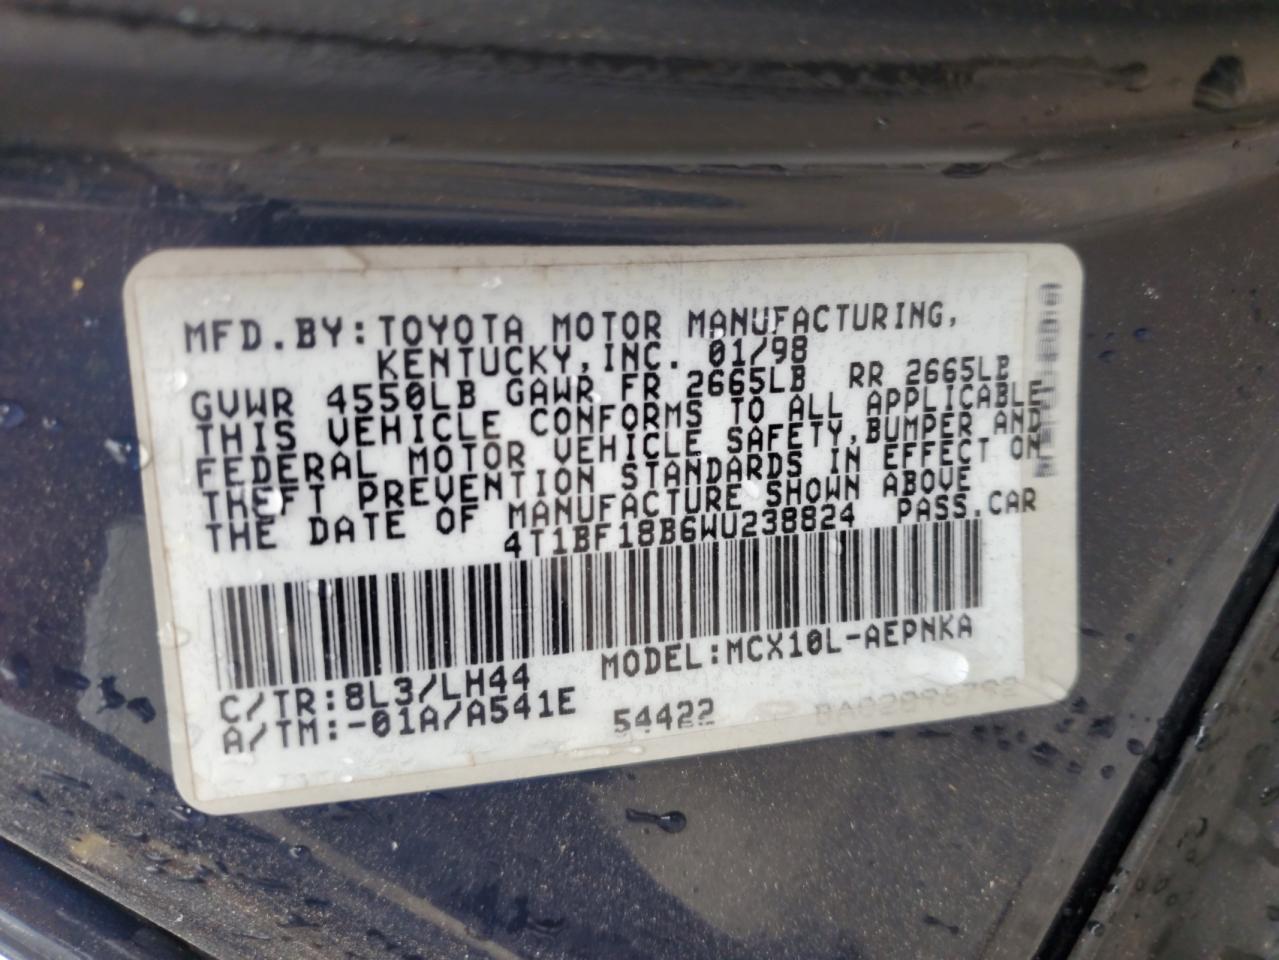 MFD.BY:TOYOTA MOTOR MANUFACTURING,
KENTUCKY,INC. 01/98
GVWR 4550LB GAWR FR 2665LB RR 2665LB
THIS VEHICLE CONFORMS TO ALL APPLICABLE
FEDERAL MOTOR VEHICLE SAFETY,BUMPER AND
THEFT PREVENTION STANDARDS IN EFFECT ON
THE DATE OF MANUFACTURE SHOWN ABOVE
4T1BF18B6WU238824 PASS.CAR
MODEL:MCX10L-AEPNKA
C/TR:8L3/LH44
A/TM:-01A/A541E
54422